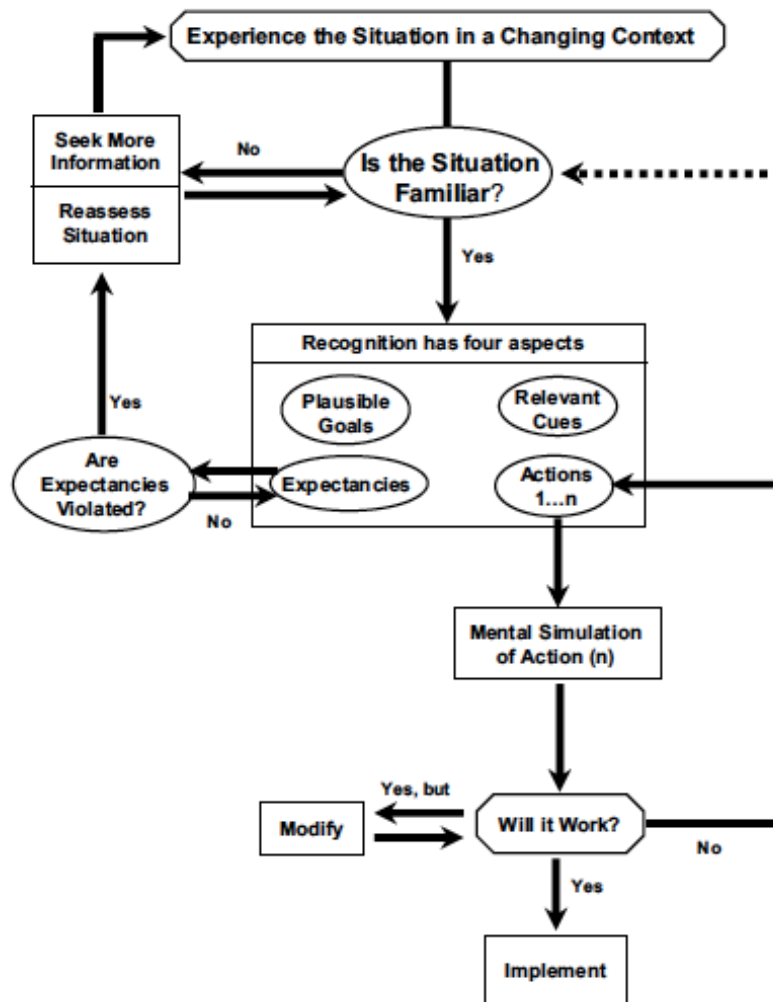 Experience the Situation in a Changing Context
Seek More
Information
No
Is the Situation
Familiar?
Reassess
Situation
Yes
Recognition has four aspects
Plausible
Goals
Relevant
Cues
Yes
Are
Expectancies
Violated?
Expectancies
Actions
1...n
No
Mental Simulation
of Action (n)
Yes, but
Modify
Will it Work?
No
Yes
Implement